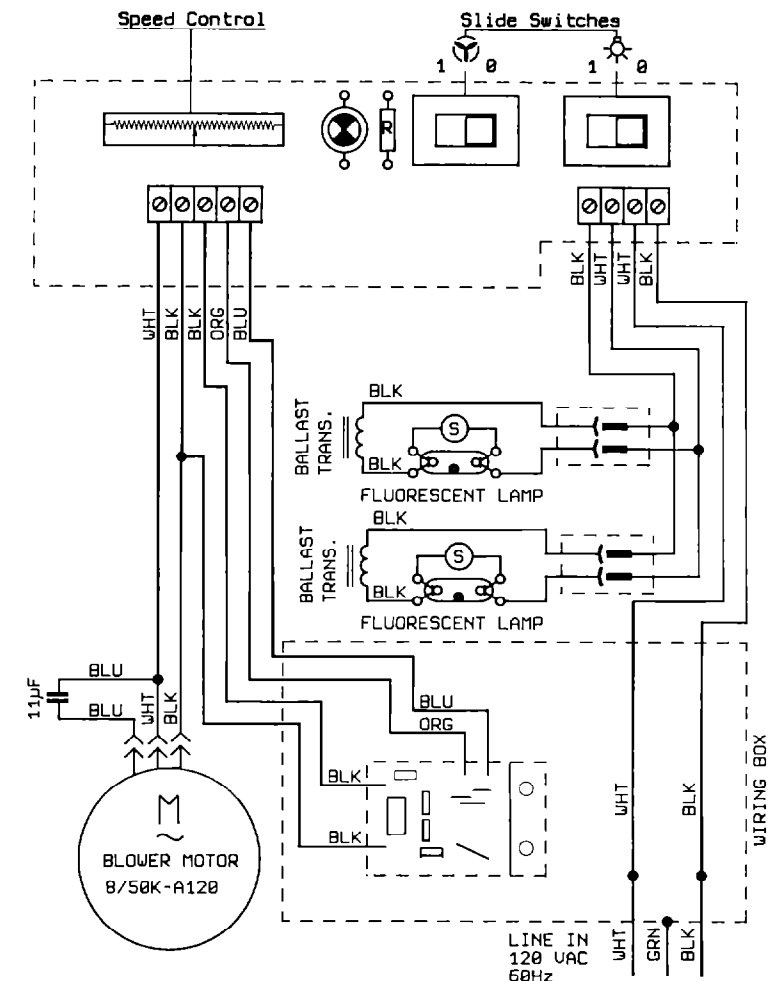 Speed Control
Slide Switches
1 0
1 0
R
BLK
WHT
WHT
BLK
WHT
BLK
BLK
ORG
BLU
BLK
BALLAST
TRANS.
S
BLK
FLUORESCENT LAMP
BLK
BALLAST
TRANS.
S
BLK
FLUORESCENT LAMP
BLU
11µF
BLU
WHT
BLK
BLU
ORG
BLK
BLK
M
BLOWER MOTOR
8/50K-A120
WHT
BLK
WIRING BOX
LINE IN
120 VAC
60Hz
WHT
GRN
BLK